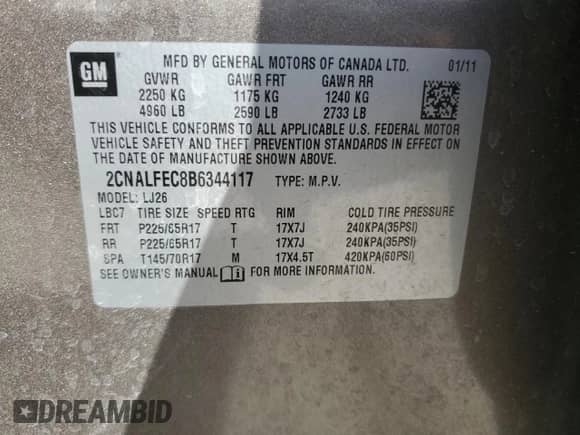 GM
MFD BY GENERAL MOTORS OF CANADA LTD. 01/11
GVWR GAWR FRT GAWR RR
2250 KG 1175 KG 1240 KG
4960 LB 2590 LB 2733 LB
THIS VEHICLE CONFORMS TO ALL APPLICABLE U.S. FEDERAL MOTOR
VEHICLE SAFETY AND THEFT PREVENTION STANDARDS IN EFFECT ON
THE DATE OF MANUFACTURE SHOWN ABOVE.
2CNALFEC8B6344117 TYPE: M.P.V.
MODEL: LJ26
LBC7 TIRE SIZE SPEED RTG RIM COLD TIRE PRESSURE
FRT P225/65R17 T 17X7J 240KPA(35PSI)
RR P225/65R17 T 17X7J 240KPA(35PSI)
SPA T145/70R17 M 17X4.5T 420KPA(60PSI)
SEE OWNER'S MANUAL FOR MORE INFORMATION.
DREAMBID